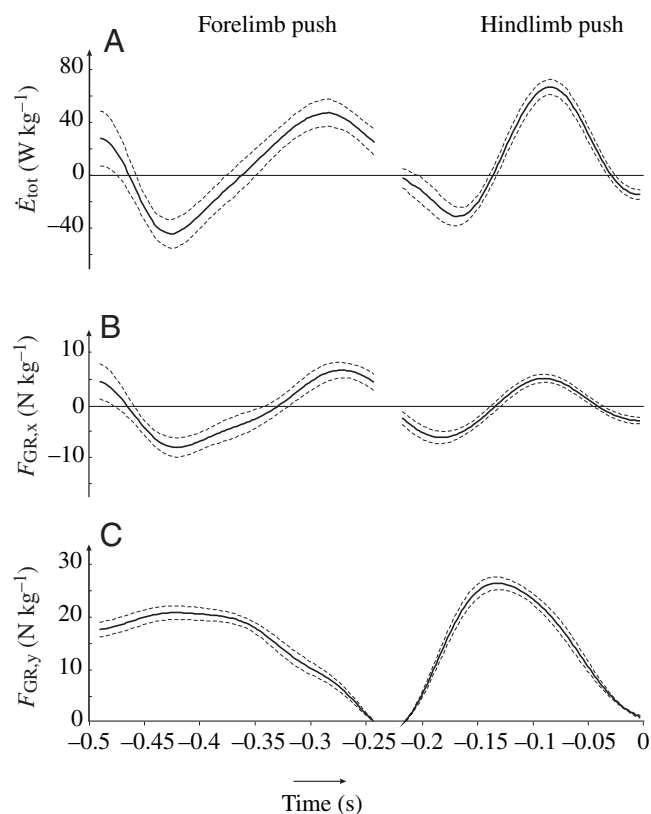 Forelimb push Hindlimb push
A
80
40
0
−40
Ėtot (W kg−1)
B
10
0
−10
FGR,x (N kg−1)
C
30
20
10
0
FGR,y (N kg−1)
−0.5 −0.45 −0.4 −0.35 −0.3 −0.25 −0.2 −0.15 −0.1 −0.05 0
Time (s)